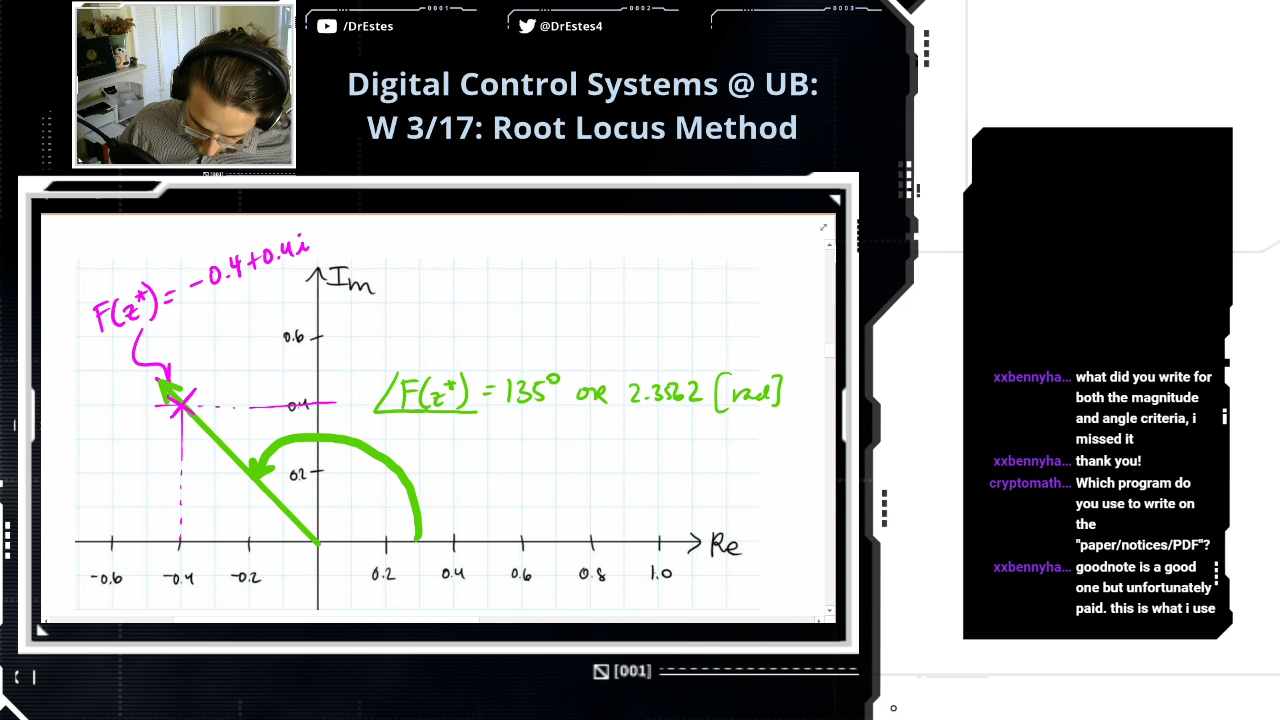 0001
0002
0003
/DrEstes
@DrEstes4
Digital Control Systems @ UB:
W 3/17: Root Locus Method
[001]
F(z*) = -0.4+0.4i
Im
0.6
∠F(z*) = 135° OR 2.3562 [rad]
0.4
0.2
Re
-0.6 -0.4 -0.2 0.2 0.4 0.6 0.8 1.0
[001]
xxbennyha... what did you write for
both the magnitude
and angle criteria, i
missed it
xxbennyha... thank you!
cryptomath... Which program do
you use to write on
the
"paper/notices/PDF"?
xxbennyha... goodnote is a good
one but unfortunately
paid. this is what i use